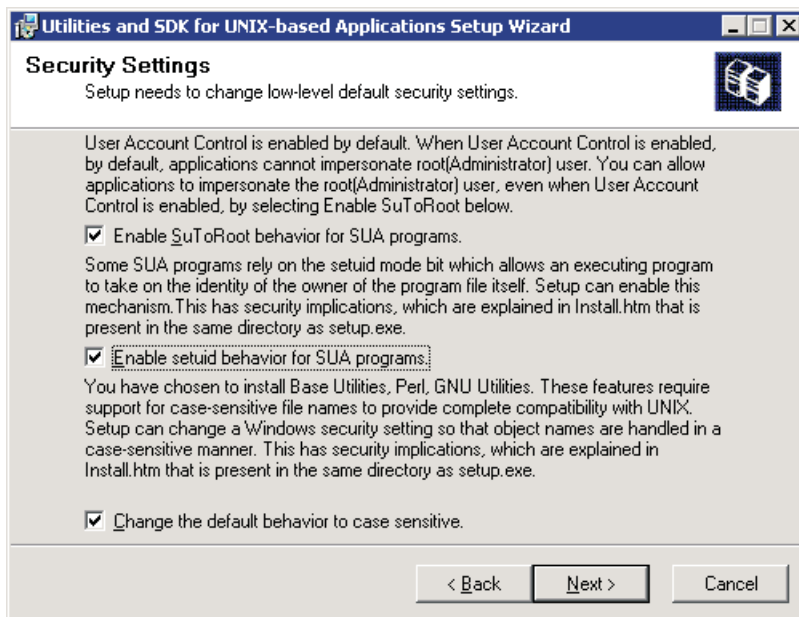 Utilities and SDK for UNIX-based Applications Setup Wizard
Security Settings
Setup needs to change low-level default security settings.
User Account Control is enabled by default. When User Account Control is enabled,
by default, applications cannot impersonate root(Administrator) user. You can allow
applications to impersonate the root(Administrator) user, even when User Account
Control is enabled, by selecting Enable SuToRoot below.
Enable SuToRoot behavior for SUA programs.
Some SUA programs rely on the setuid mode bit which allows an executing program
to take on the identity of the owner of the program file itself. Setup can enable this
mechanism.This has security implications, which are explained in Install.htm that is
present in the same directory as setup.exe.
Enable setuid behavior for SUA programs.
You have chosen to install Base Utilities, Perl, GNU Utilities. These features require
support for case-sensitive file names to provide complete compatibility with UNIX.
Setup can change a Windows security setting so that object names are handled in a
case-sensitive manner. This has security implications, which are explained in
Install.htm that is present in the same directory as setup.exe.
Change the default behavior to case sensitive.
< Back Next > Cancel